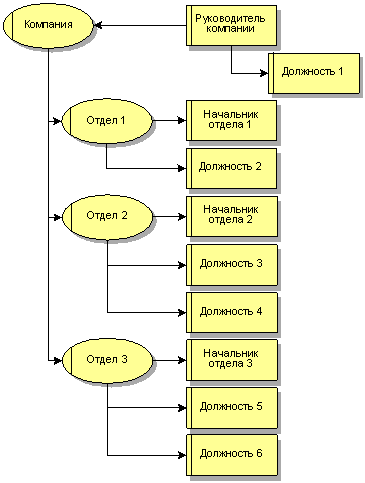 Компания
Руководитель
компании
Должность 1
Отдел 1
Начальник
отдела 1
Должность 2
Отдел 2
Начальник
отдела 2
Должность 3
Должность 4
Отдел 3
Начальник
отдела 3
Должность 5
Должность 6